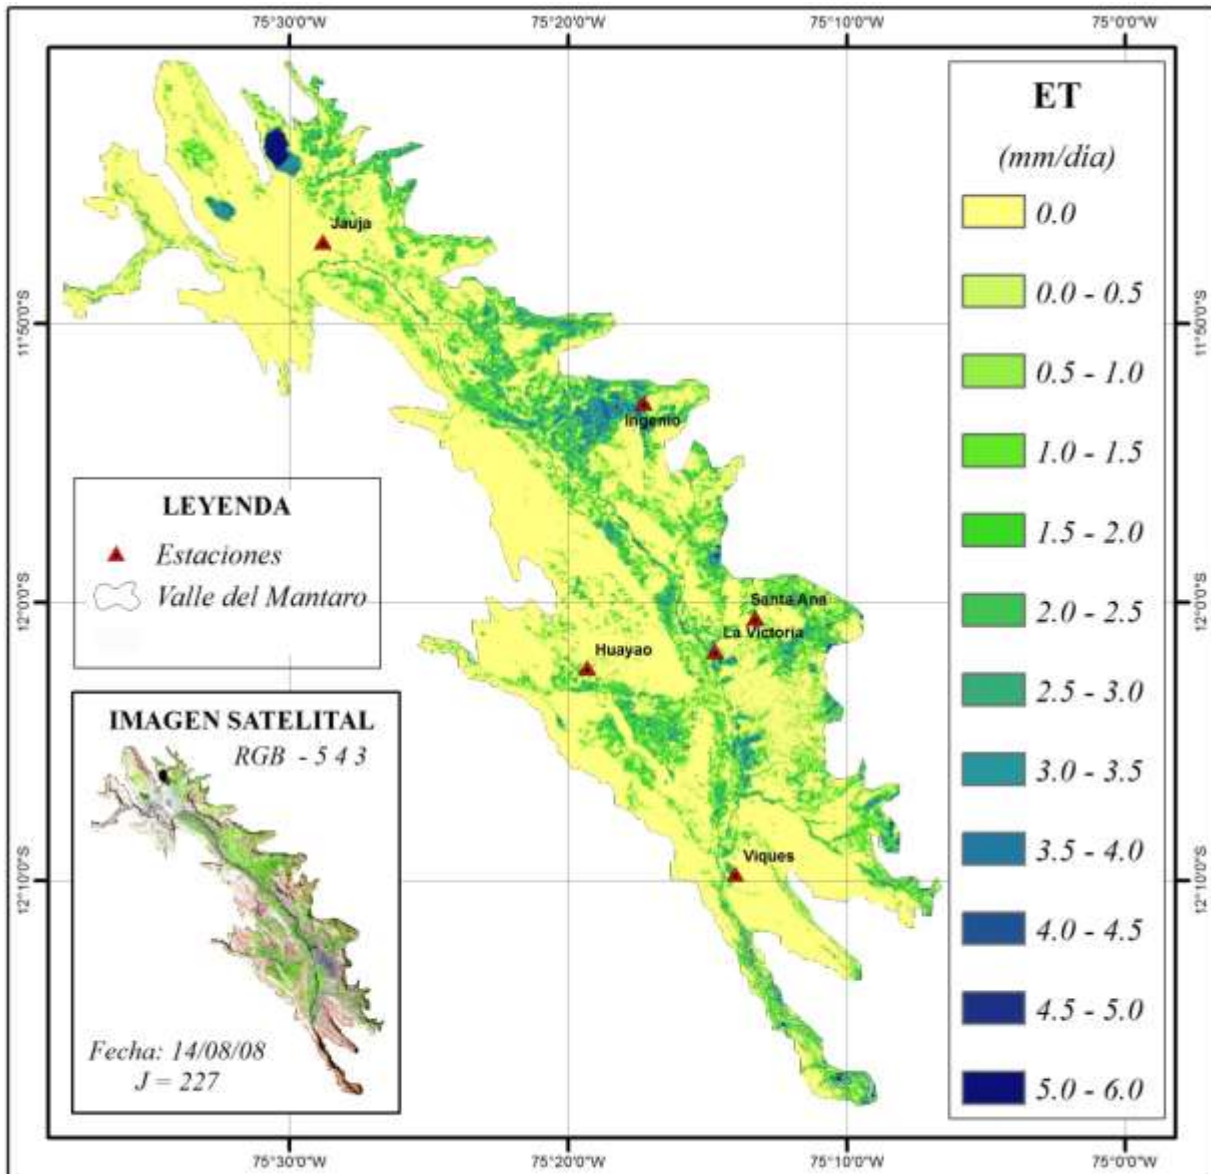 75°30'0"W 75°20'0"W 75°10'0"W 75°0'0"W
ET
(mm/día)
0.0
0.0 - 0.5
0.5 - 1.0
1.0 - 1.5
1.5 - 2.0
2.0 - 2.5
2.5 - 3.0
3.0 - 3.5
3.5 - 4.0
4.0 - 4.5
4.5 - 5.0
5.0 - 6.0
Jauja
Ingenio
Santa Ana
La Victoria
Huayao
Viques
11°50'0"S
12°0'0"S
12°10'0"S
11°50'0"S
12°0'0"S
12°10'0"S
LEYENDA
Estaciones
Valle del Mantaro
IMAGEN SATELITAL
RGB - 5 4 3
Fecha: 14/08/08
J = 227
75°30'0"W 75°20'0"W 75°10'0"W 75°0'0"W